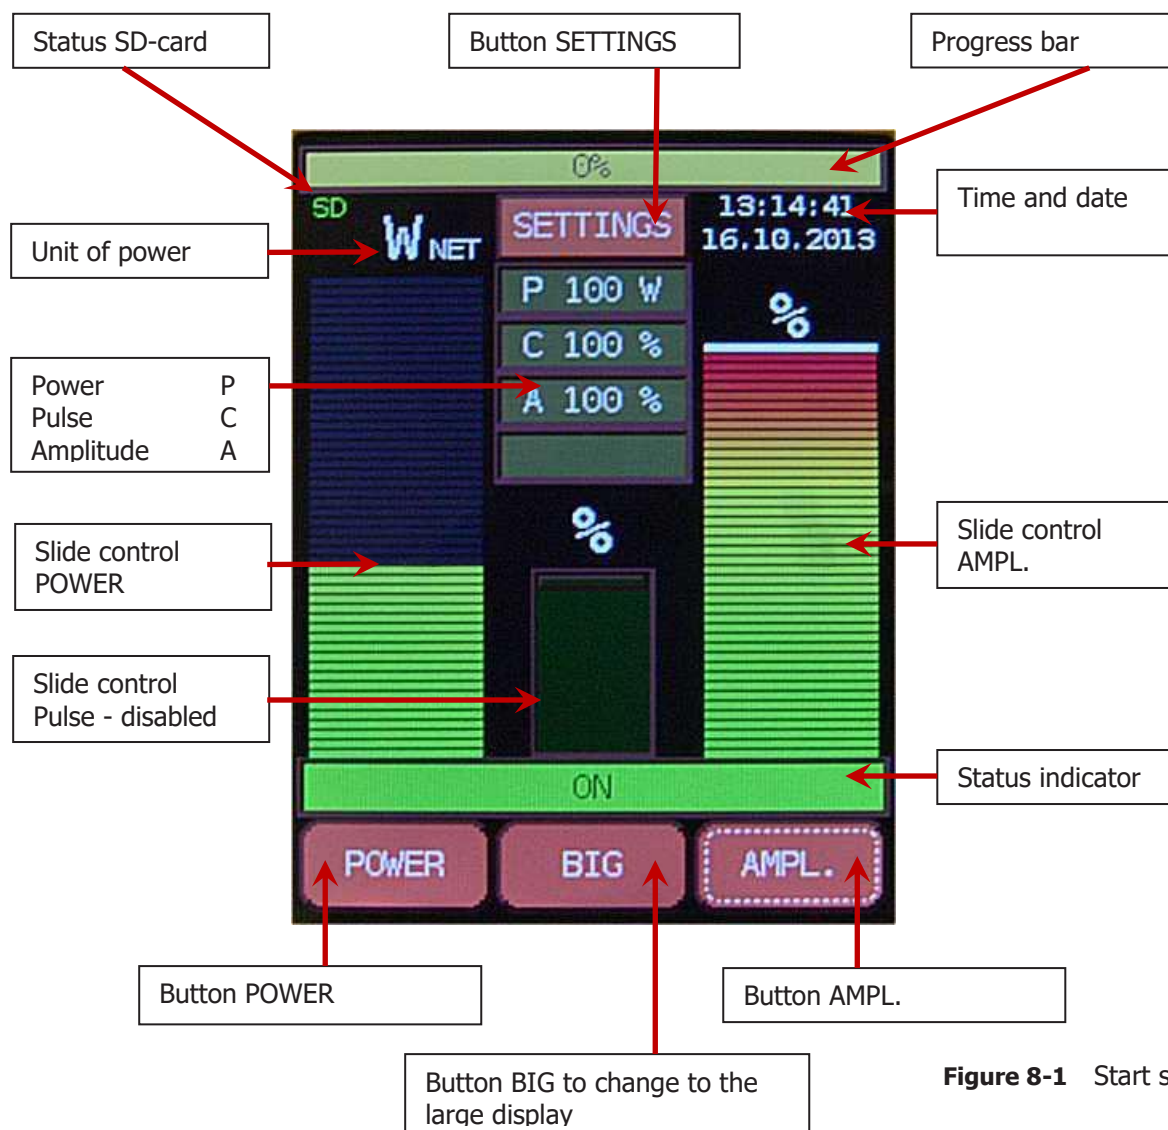 Status SD-card
Button SETTINGS
Progress bar
0%
SD
W NET
SETTINGS
13:14:41
16.10.2013
Time and date
Unit of power
P 100 W
C 100 %
A 100 %
%
Power P
Pulse C
Amplitude A
%
Slide control
POWER
Slide control
AMPL.
Slide control
Pulse - disabled
ON
Status indicator
POWER
BIG
AMPL.
Button POWER
Button AMPL.
Button BIG to change to the
large display
Figure 8-1 Start s